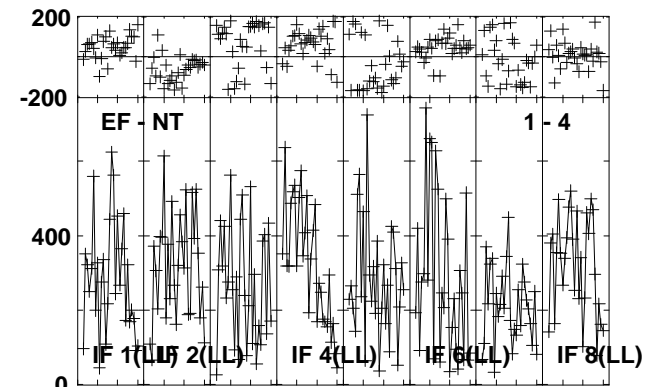 200
-200
EF - NT 1 - 4
400
IF 1(LL) IF 2(LL) IF 4(LL) IF 6(LL) IF 8(LL)
0